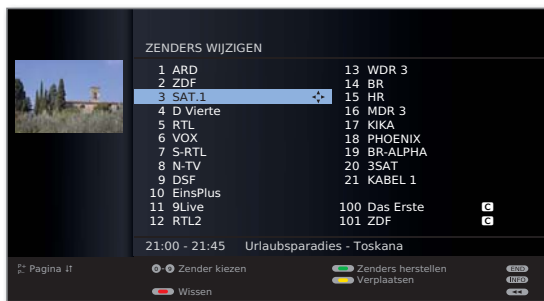 ZENDERS WIJZIGEN
1 ARD
2 ZDF
3 SAT.1
4 D Vierte
5 RTL
6 VOX
7 S-RTL
8 N-TV
9 DSF
10 EinsPlus
11 9Live
12 RTL2
13 WDR 3
14 BR
15 HR
16 MDR 3
17 KIKA
18 PHOENIX
19 BR-ALPHA
20 3SAT
21 KABEL 1
100 Das Erste C
101 ZDF C
21:00 - 21:45 Urlaubsparadies - Toskana
P+ P- Pagina
0-9 Zender kiezen
Wissen
Zenders herstellen
Verplaatsen
END
INFO